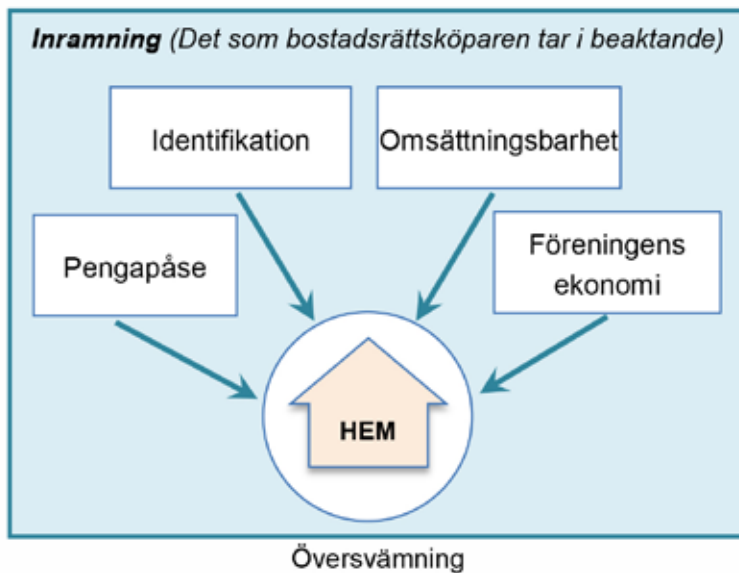 Inramning (Det som bostadsrättsköparen tar i beaktande)
Identifikation
Omsättningsbarhet
Pengapåse
Föreningens
ekonomi
HEM
Översvämning